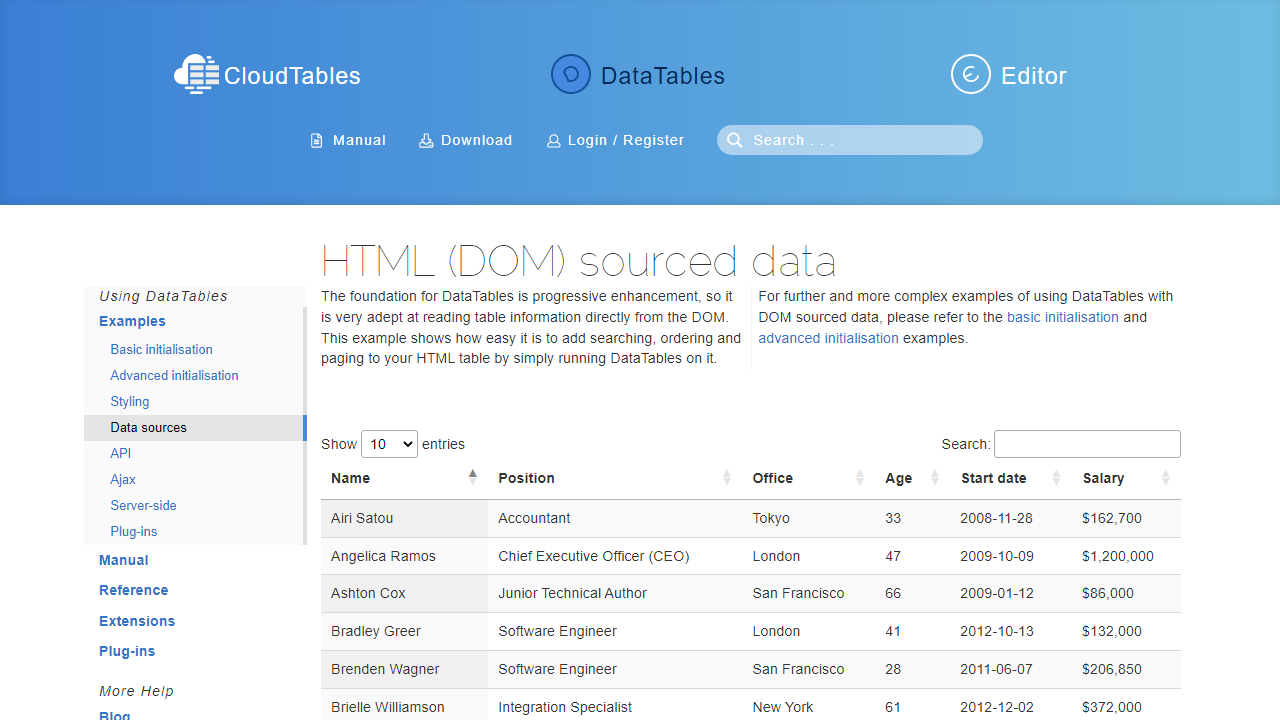 CloudTables
DataTables
Editor
Manual
Download
Login / Register
Search . . .
HTML (DOM) sourced data
Using DataTables
Examples
Basic initialisation
Advanced initialisation
Styling
Data sources
API
Ajax
Server-side
Plug-ins
Manual
Reference
Extensions
Plug-ins
More Help
Blog
The foundation for DataTables is progressive enhancement, so it
is very adept at reading table information directly from the DOM.
This example shows how easy it is to add searching, ordering and
paging to your HTML table by simply running DataTables on it.
For further and more complex examples of using DataTables with
DOM sourced data, please refer to the basic initialisation and
advanced initialisation examples.
Show 10 entries
Search:
Name Position Office Age Start date Salary
Airi Satou Accountant Tokyo 33 2008-11-28 $162,700
Angelica Ramos Chief Executive Officer (CEO) London 47 2009-10-09 $1,200,000
Ashton Cox Junior Technical Author San Francisco 66 2009-01-12 $86,000
Bradley Greer Software Engineer London 41 2012-10-13 $132,000
Brenden Wagner Software Engineer San Francisco 28 2011-06-07 $206,850
Brielle Williamson Integration Specialist New York 61 2012-12-02 $372,000